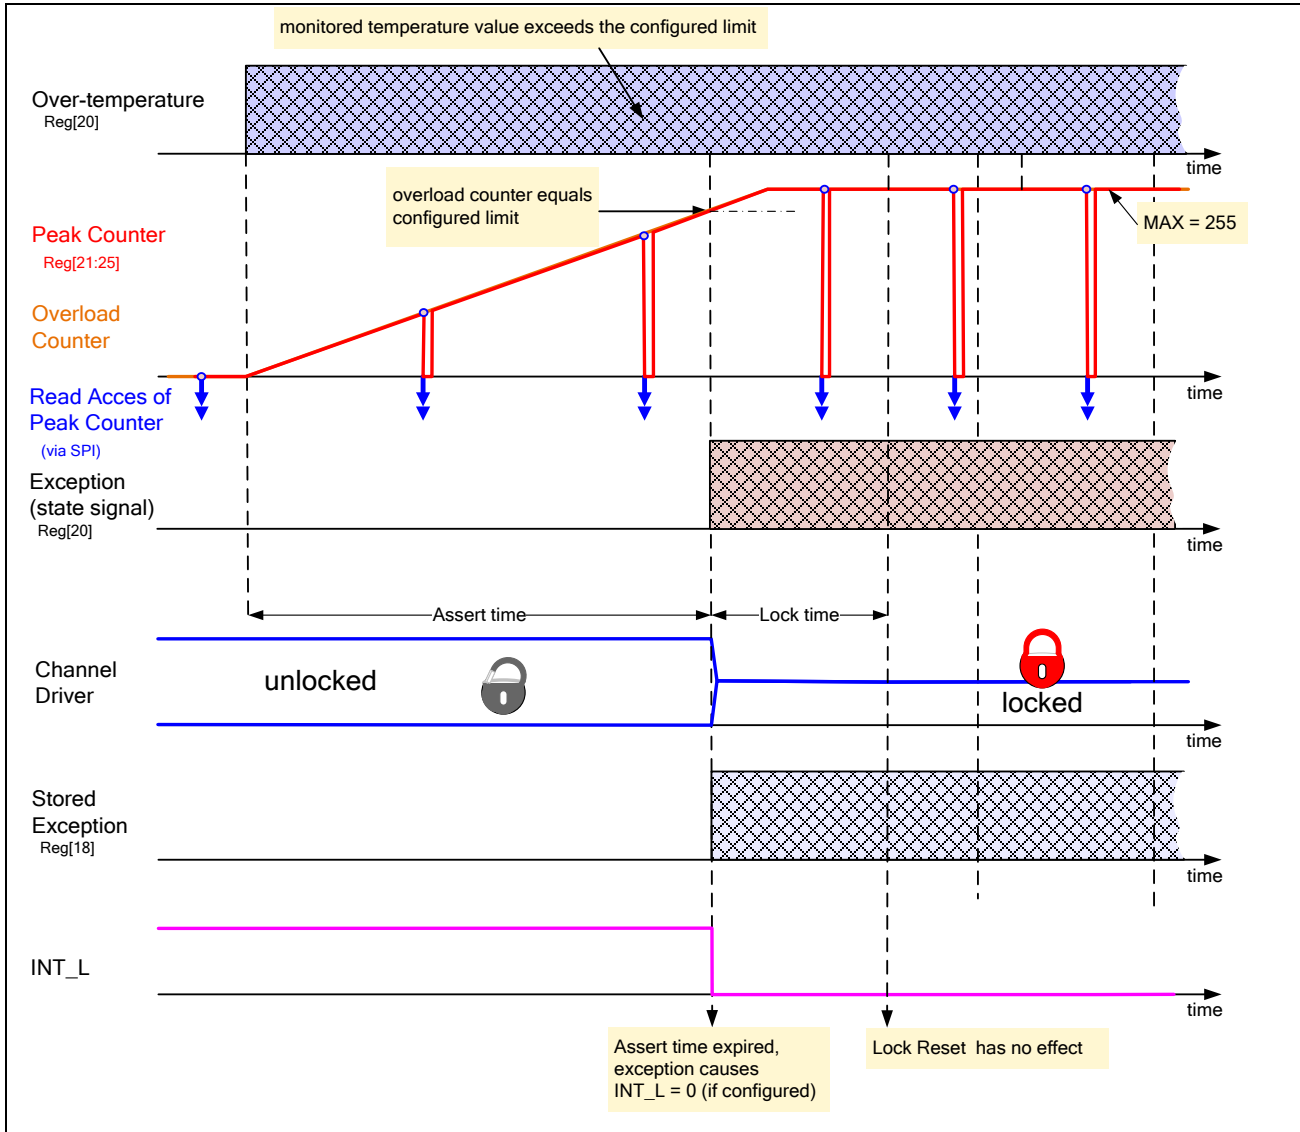 monitored temperature value exceeds the configured limit
Over-temperature
Reg[20]
time
overload counter equals
configured limit
MAX = 255
Peak Counter
Reg[21:25]
Overload
Counter
time
Read Acces of
Peak Counter
(via SPI)
Exception
(state signal)
Reg[20]
time
Assert time
Lock time
Channel
Driver
unlocked
locked
time
Stored
Exception
Reg[18]
time
INT_L
time
Assert time expired,
exception causes
INT_L = 0 (if configured)
Lock Reset  has no effect